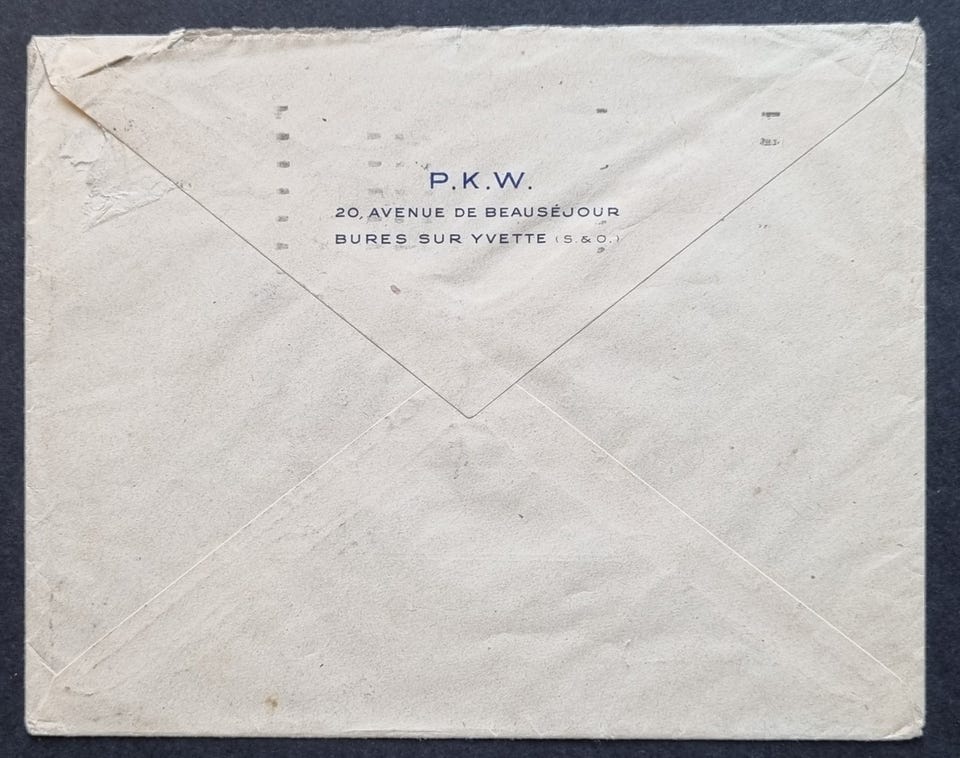 P.K.W.
20, AVENUE DE BEAUSÉJOUR
BURES SUR YVETTE (S. & O.)